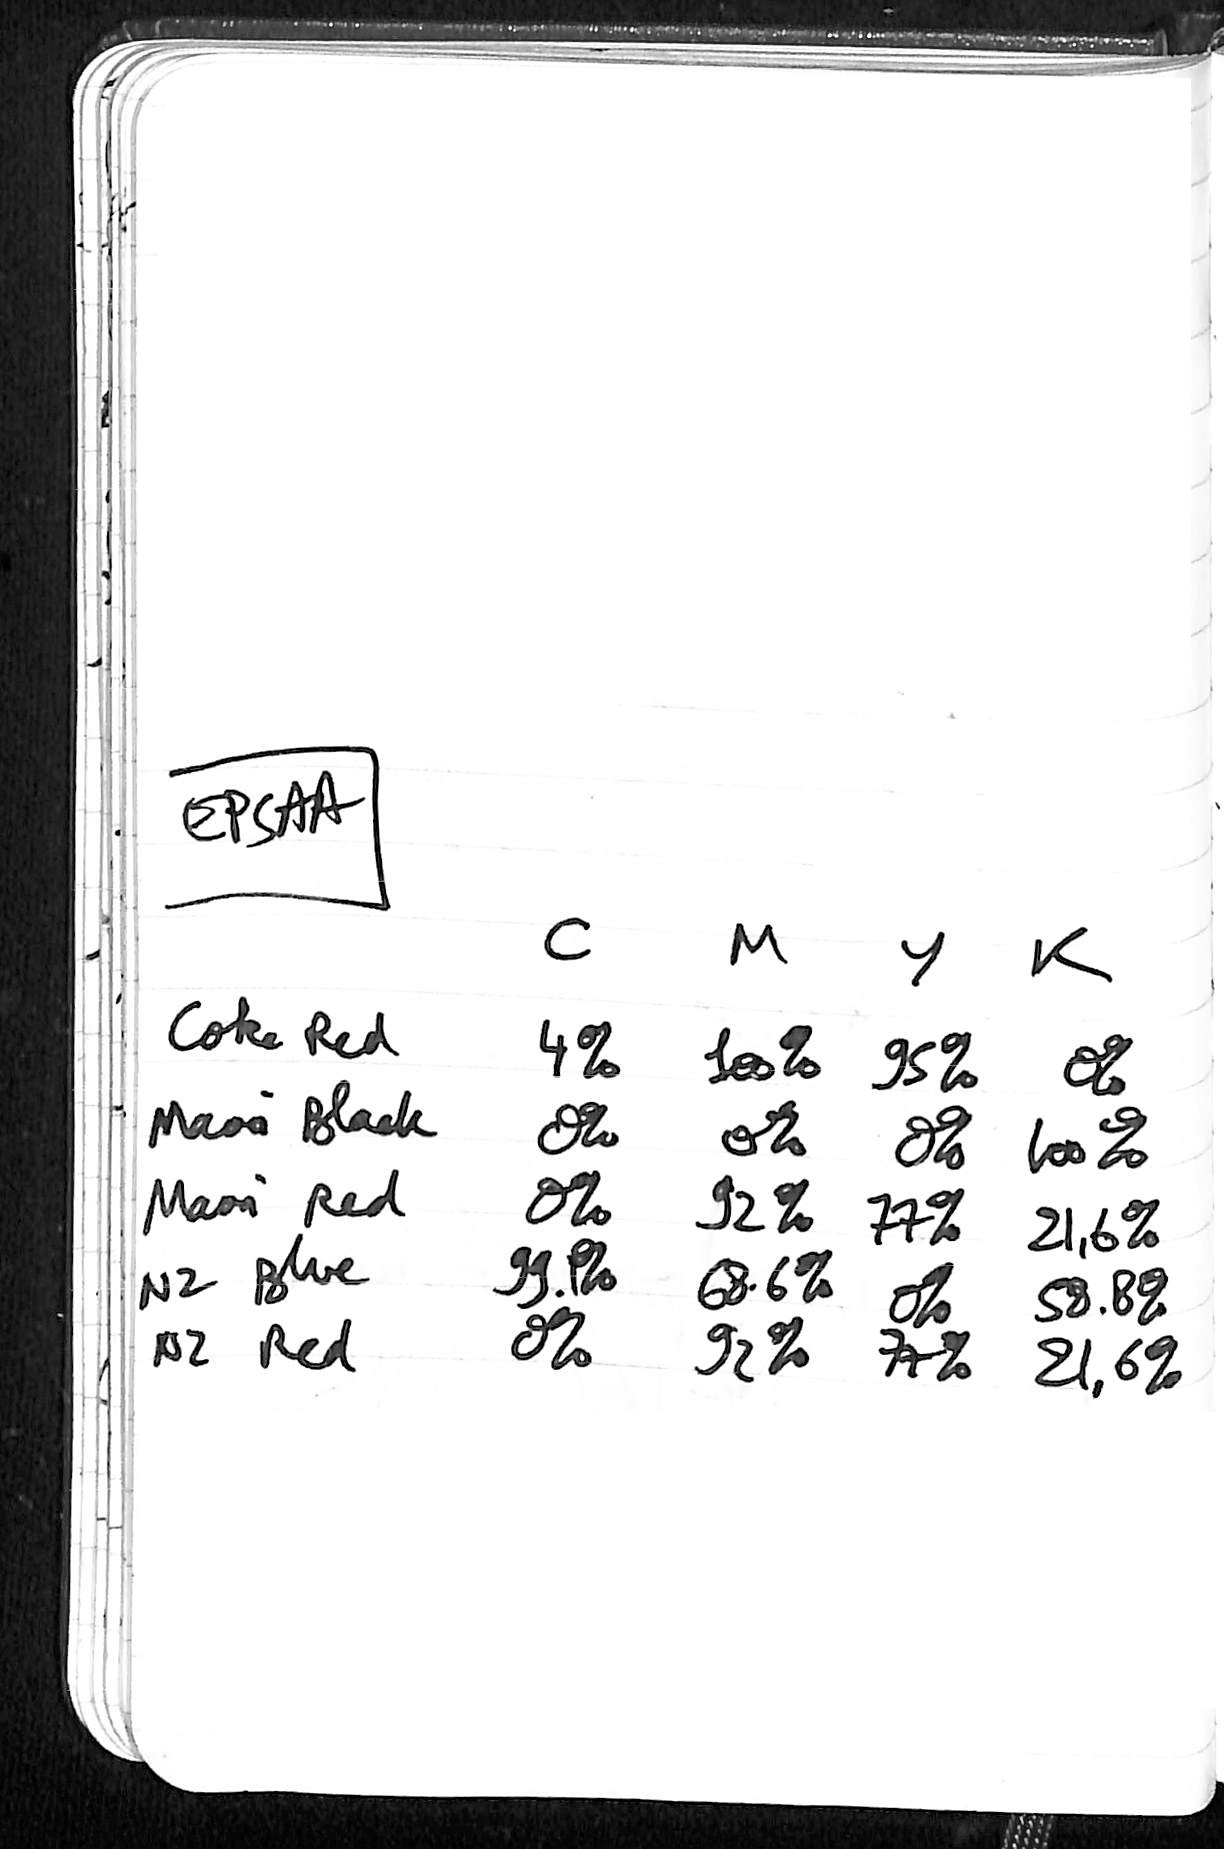 EPSAA
C M Y K
Coke Red 4% 100% 95% 0%
Maori Black 0% 0% 0% 100%
Maori Red 0% 92% 77% 21,6%
NZ Blue 99.1% 68.6% 0% 58.8%
NZ Red 0% 92% 77% 21,6%